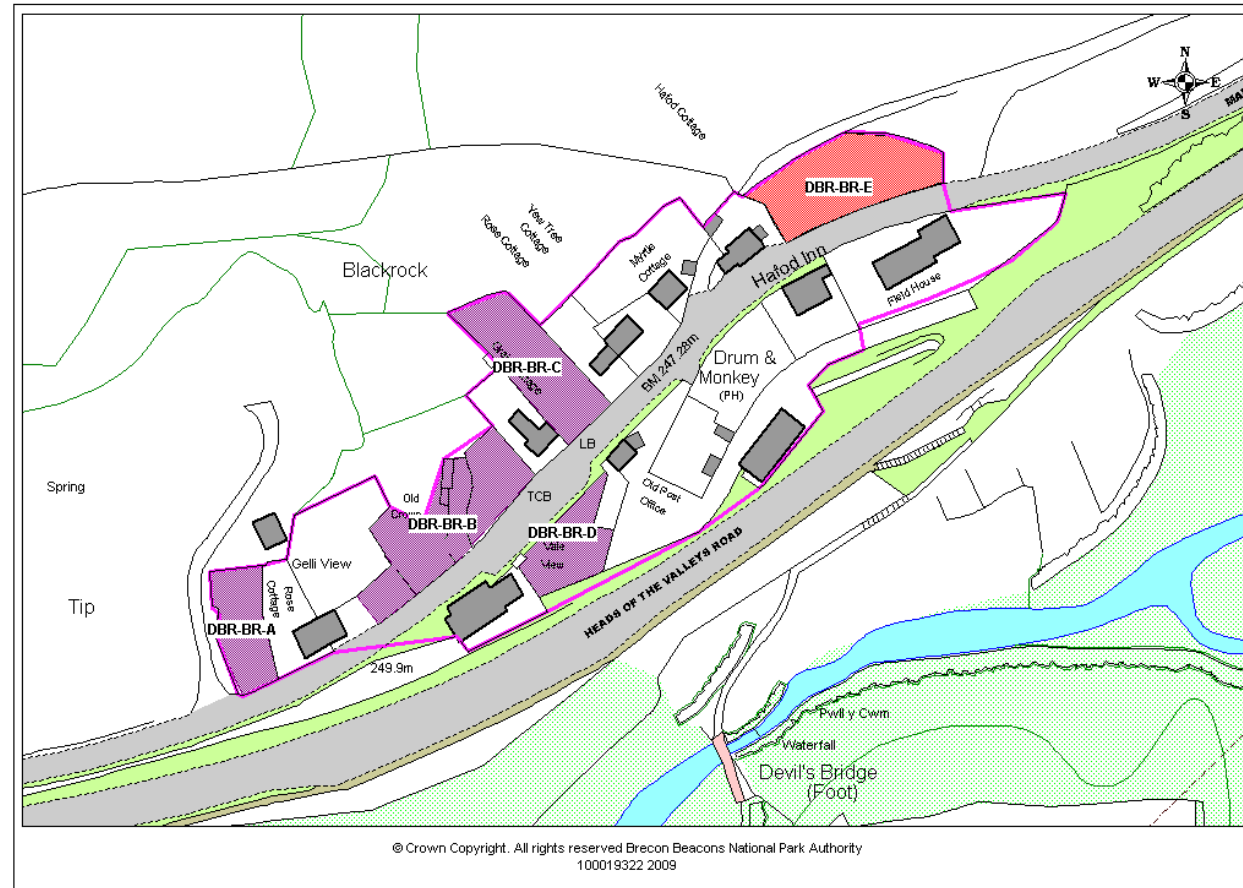 N
W E
S
MA
Hafod Cottage
DBR-BR-E
Yew Tree
Cottage
Rose Cottage
Myrtle
Cottage
Hafod Inn
Blackrock
Field House
BM 247.28m
Drum &
Monkey
(PH)
DBR-BR-C
LB
Spring
Old
DBR-BR-B
TCB
Old Post
Office
DBR-BR-D
Vale
View
Gelli View
Rose
Cottage
HEADS OF THE VALLEYS ROAD
Tip
DBR-BR-A
249.9m
Pwll y Cwm
Waterfall
Devil's Bridge
(Foot)
© Crown Copyright. All rights reserved Brecon Beacons National Park Authority
100019322 2009